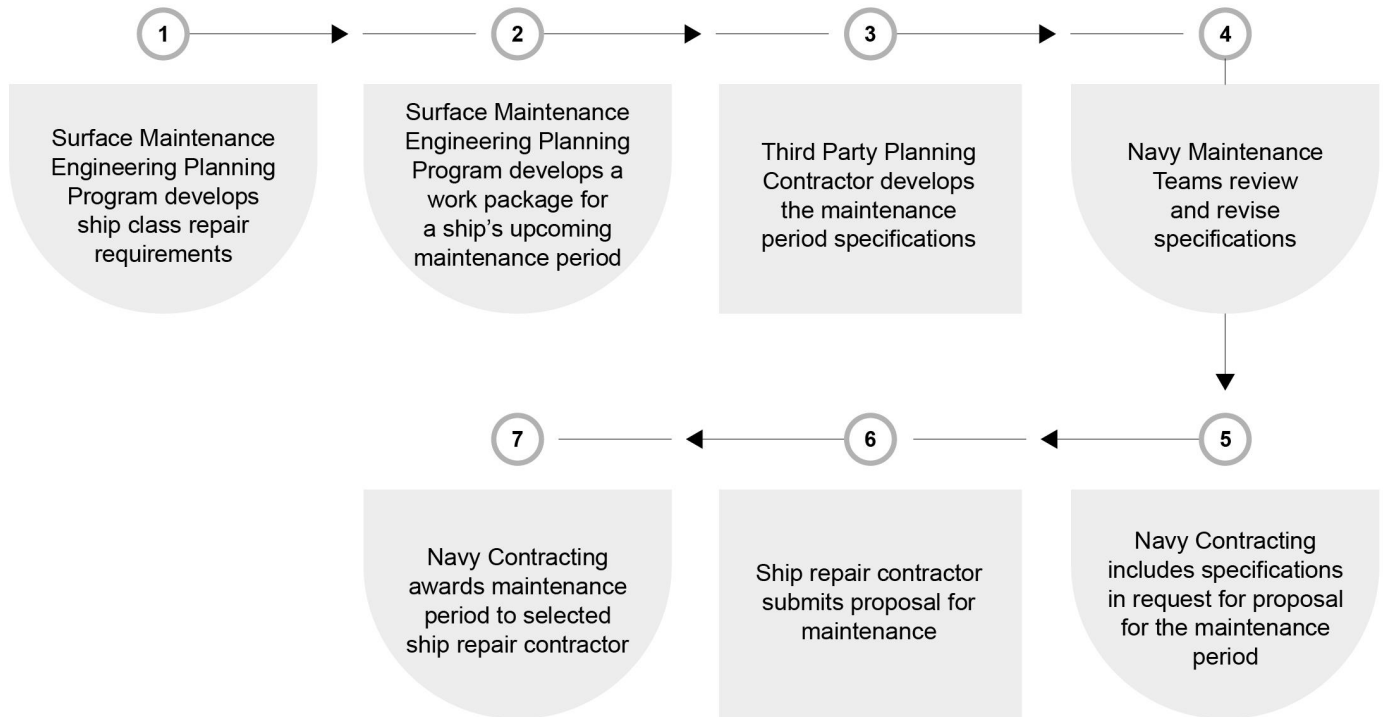 1
2
3
4
Surface Maintenance
Engineering Planning
Program develops
ship class repair
requirements
Surface Maintenance
Engineering Planning
Program develops a
work package for
a ship’s upcoming
maintenance period
Third Party Planning
Contractor develops
the maintenance
period specifications
Navy Maintenance
Teams review
and revise
specifications
7
6
5
Navy Contracting
awards maintenance
period to selected
ship repair contractor
Ship repair contractor
submits proposal for
maintenance
Navy Contracting
includes specifications
in request for proposal
for the maintenance
period